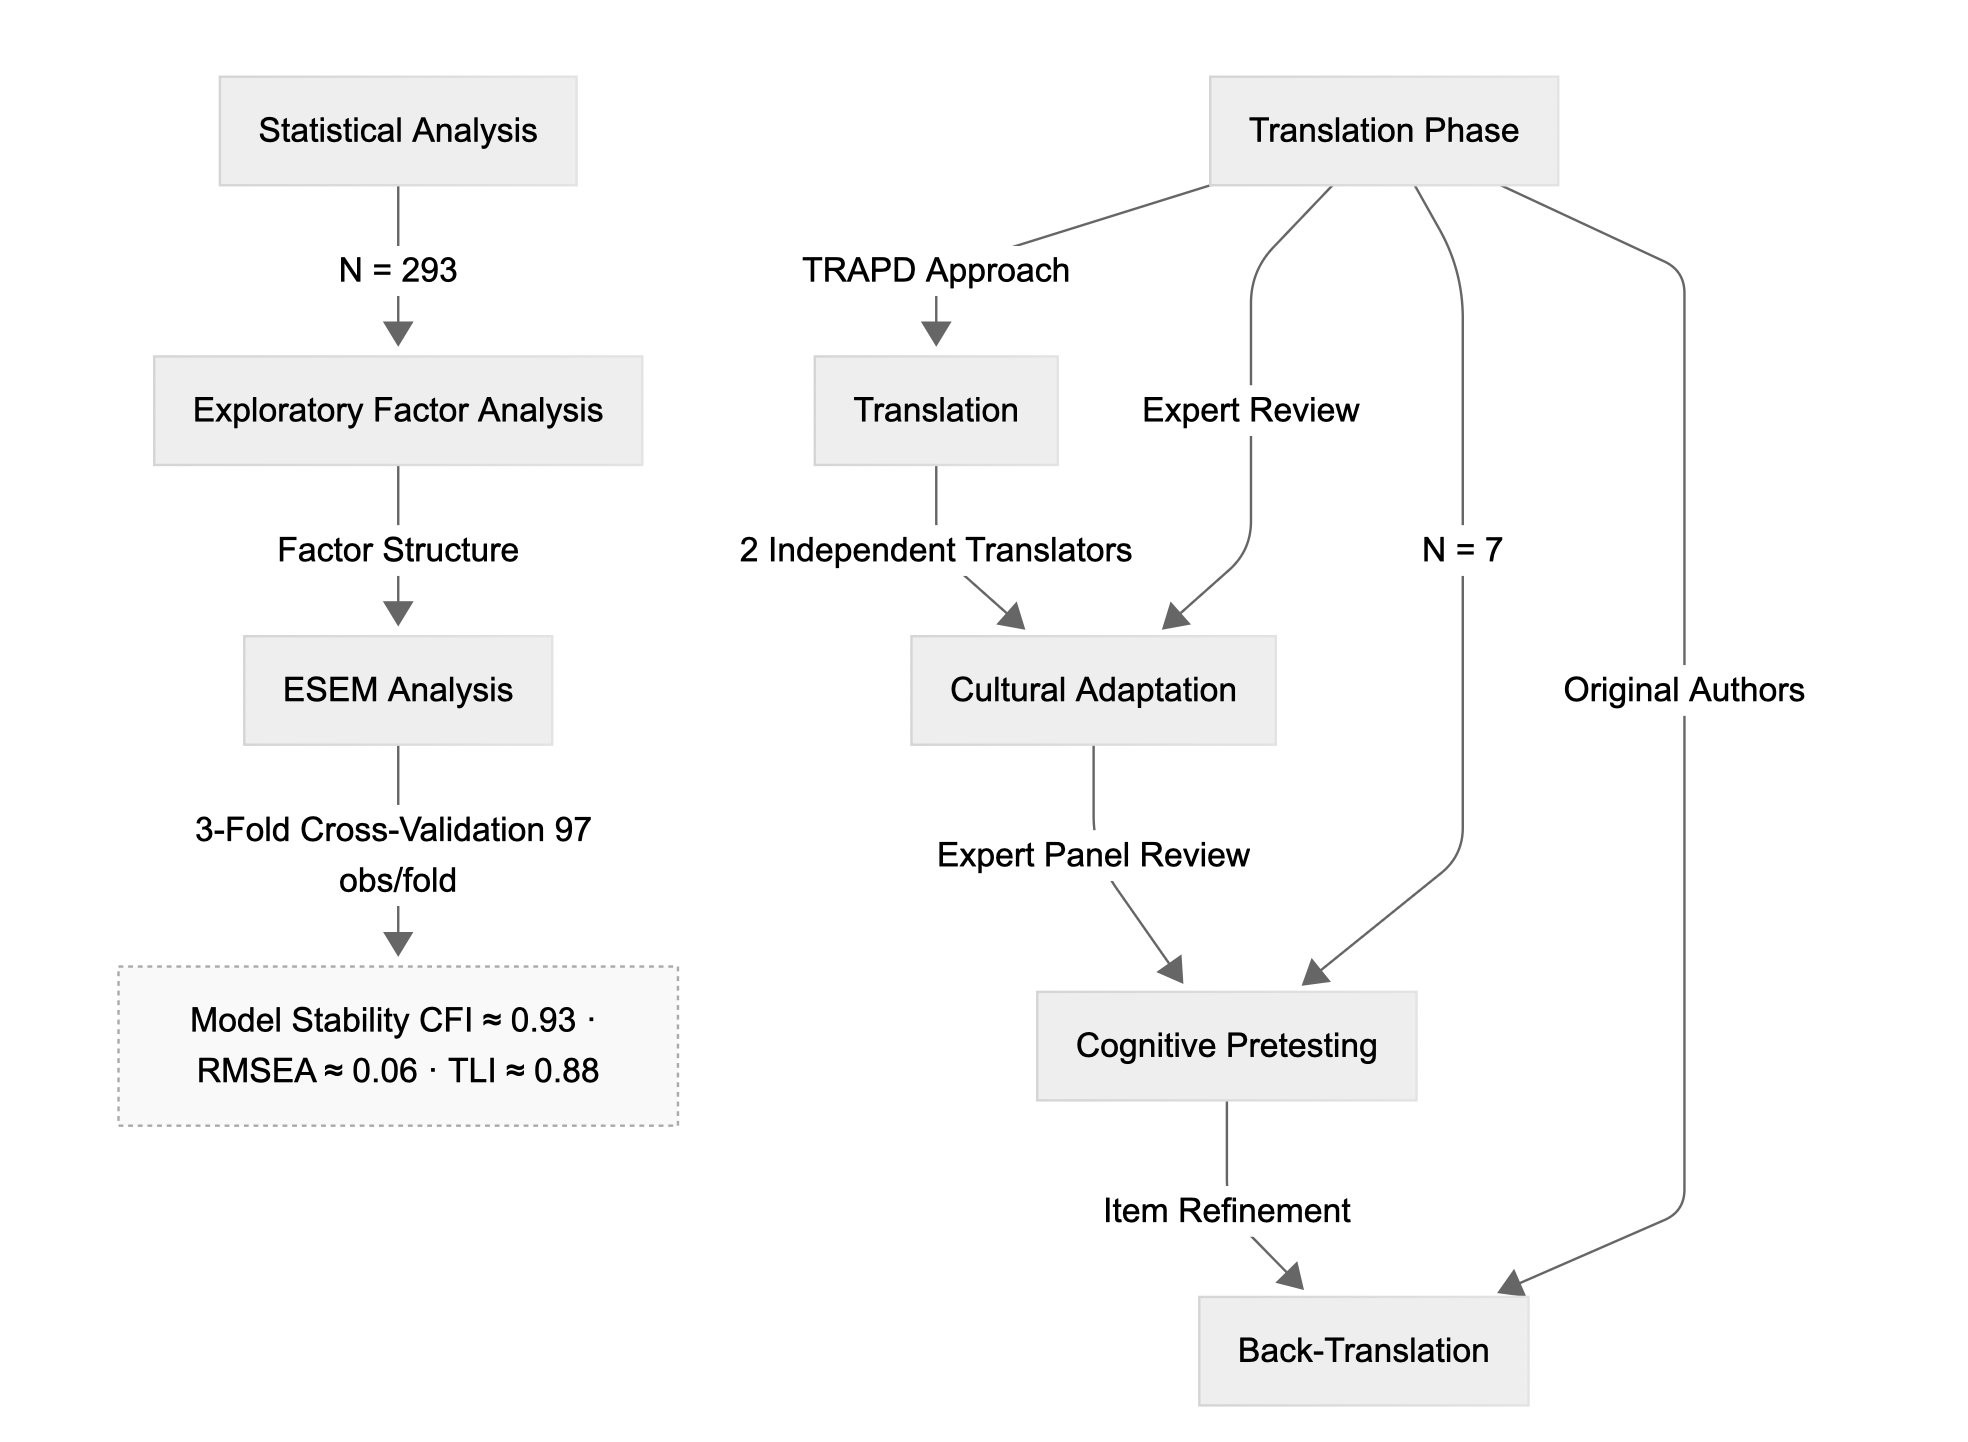 Statistical Analysis
N = 293
Exploratory Factor Analysis
Factor Structure
ESEM Analysis
3-Fold Cross-Validation 97
obs/fold
Model Stability CFI ≈ 0.93 ·
RMSEA ≈ 0.06 · TLI ≈ 0.88
Translation Phase
TRAPD Approach
Translation
Expert Review
2 Independent Translators
N = 7
Cultural Adaptation
Original Authors
Expert Panel Review
Cognitive Pretesting
Item Refinement
Back-Translation